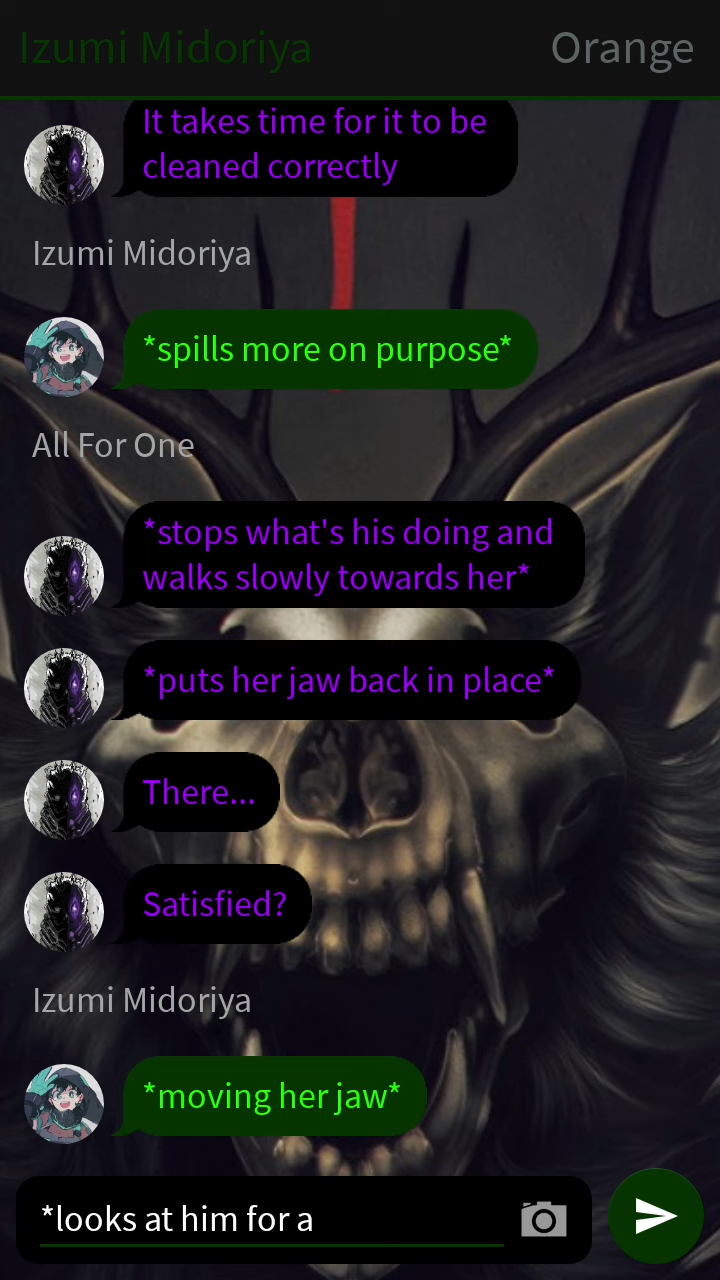 Izumi Midoriya Orange
It takes time for it to be
cleaned correctly
Izumi Midoriya
*spills more on purpose*
All For One
*stops what's his doing and
walks slowly towards her*
*puts her jaw back in place*
There...
Satisfied?
Izumi Midoriya
*moving her jaw*
*looks at him for a